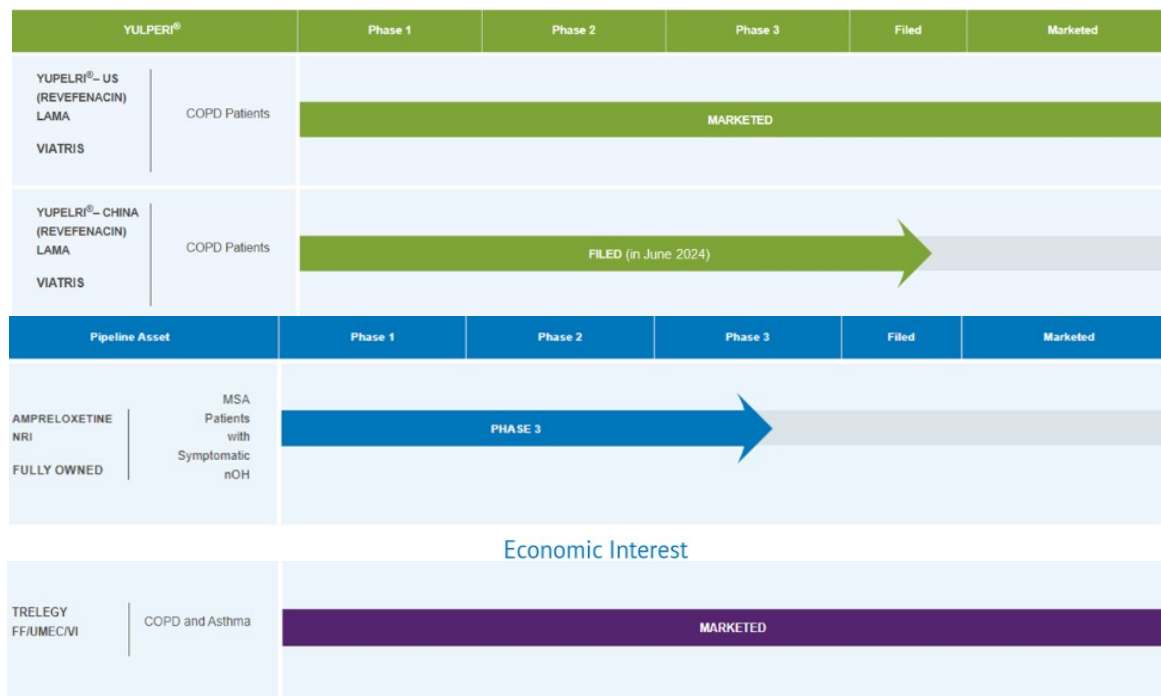 YULPERI® Phase 1 Phase 2 Phase 3 Filed Marketed
YUPELRI®– US
(REVEFENACIN)
LAMA
VIATRIS
COPD Patients
MARKETED
YUPELRI®– CHINA
(REVEFENACIN)
LAMA
VIATRIS
COPD Patients
FILED (in June 2024)
Pipeline Asset Phase 1 Phase 2 Phase 3 Filed Marketed
AMPRELOXETINE
NRI
FULLY OWNED
MSA
Patients
with
Symptomatic
nOH
PHASE 3
Economic Interest
TRELEGY
FF/UMEC/VI
COPD and Asthma
MARKETED